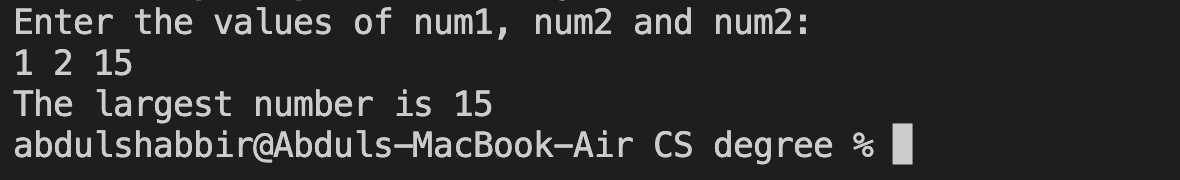 Enter the values of num1, num2 and num2:
1 2 15
The largest number is 15
abdulshabbir@Abduls-MacBook-Air CS degree %